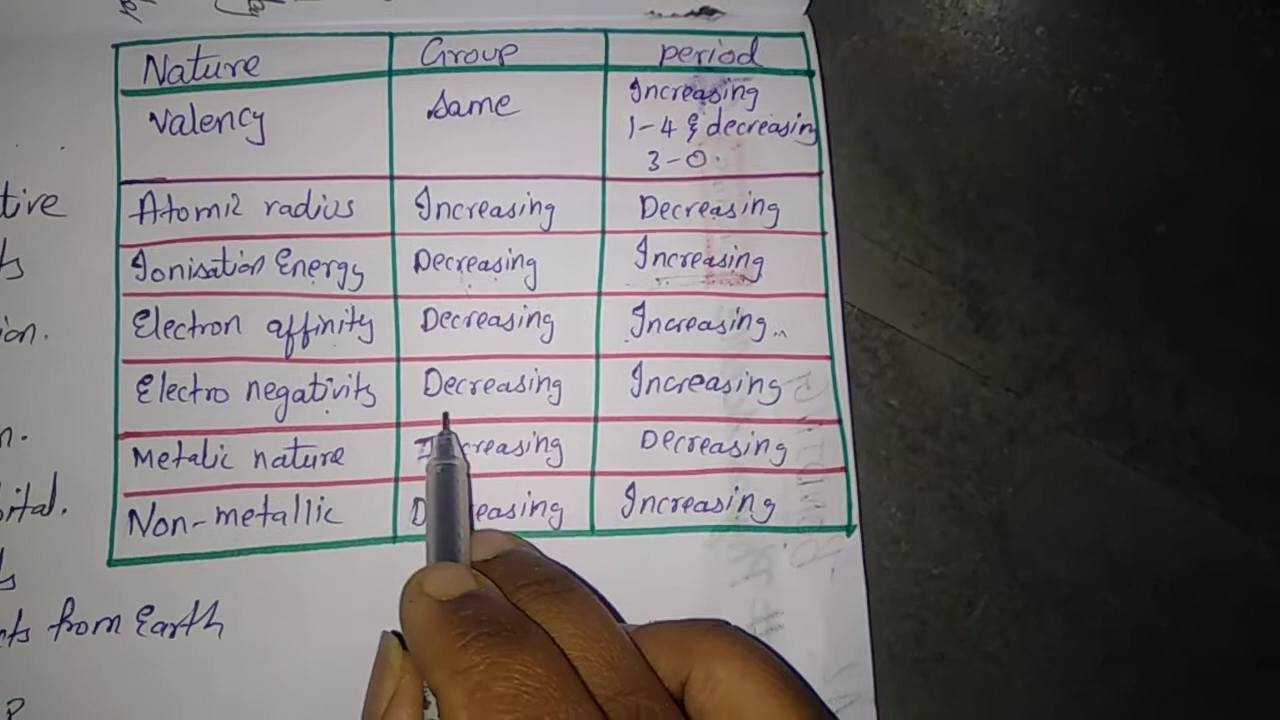 Nature Group period
Valency Same Increasing
1-4 & decreasing
3-0.
Atomic radius Increasing Decreasing
Ionisation Energy Decreasing Increasing
Electron affinity Decreasing Increasing..
Electro negativity Decreasing Increasing
Metalic nature Decreasing
Non-metallic Increasing
tive
ts
ion.
n.
ital.
ts
cts from Earth